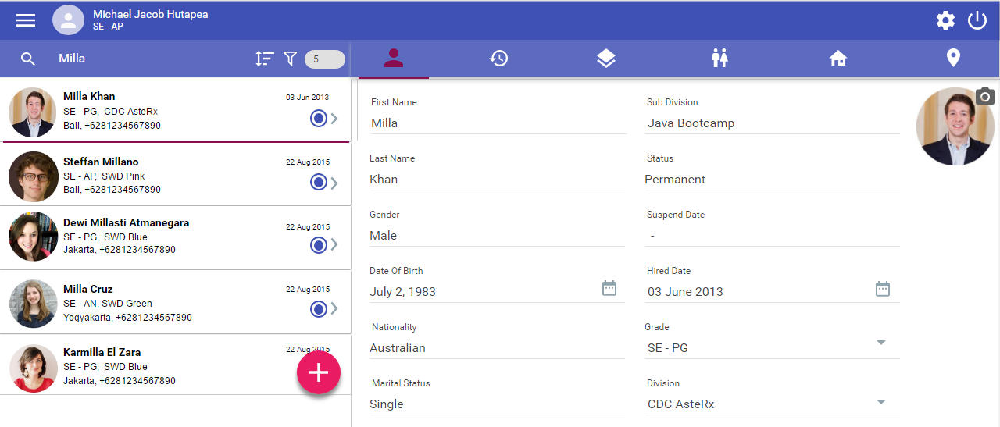 Michael Jacob Hutapea
SE - AP
Milla
5
Milla Khan
03 Jun 2013
SE - PG, CDC AsteRx
Bali, +6281234567890
Steffan Millano
22 Aug 2015
SE - AP, SWD Pink
Bali, +6281234567890
Dewi Millasti Atmanegara
22 Aug 2015
SE - PG, SWD Blue
Jakarta, +6281234567890
Milla Cruz
22 Aug 2015
SE - AN, SWD Green
Yogyakarta, +6281234567890
Karmilla El Zara
22 Aug 2015
SE - PG, SWD Blue
Jakarta, +6281234567890
First Name
Milla
Last Name
Khan
Gender
Male
Date Of Birth
July 2, 1983
Nationality
Australian
Marital Status
Single
Sub Division
Java Bootcamp
Status
Permanent
Suspend Date
-
Hired Date
03 June 2013
Grade
SE - PG
Division
CDC AsteRx